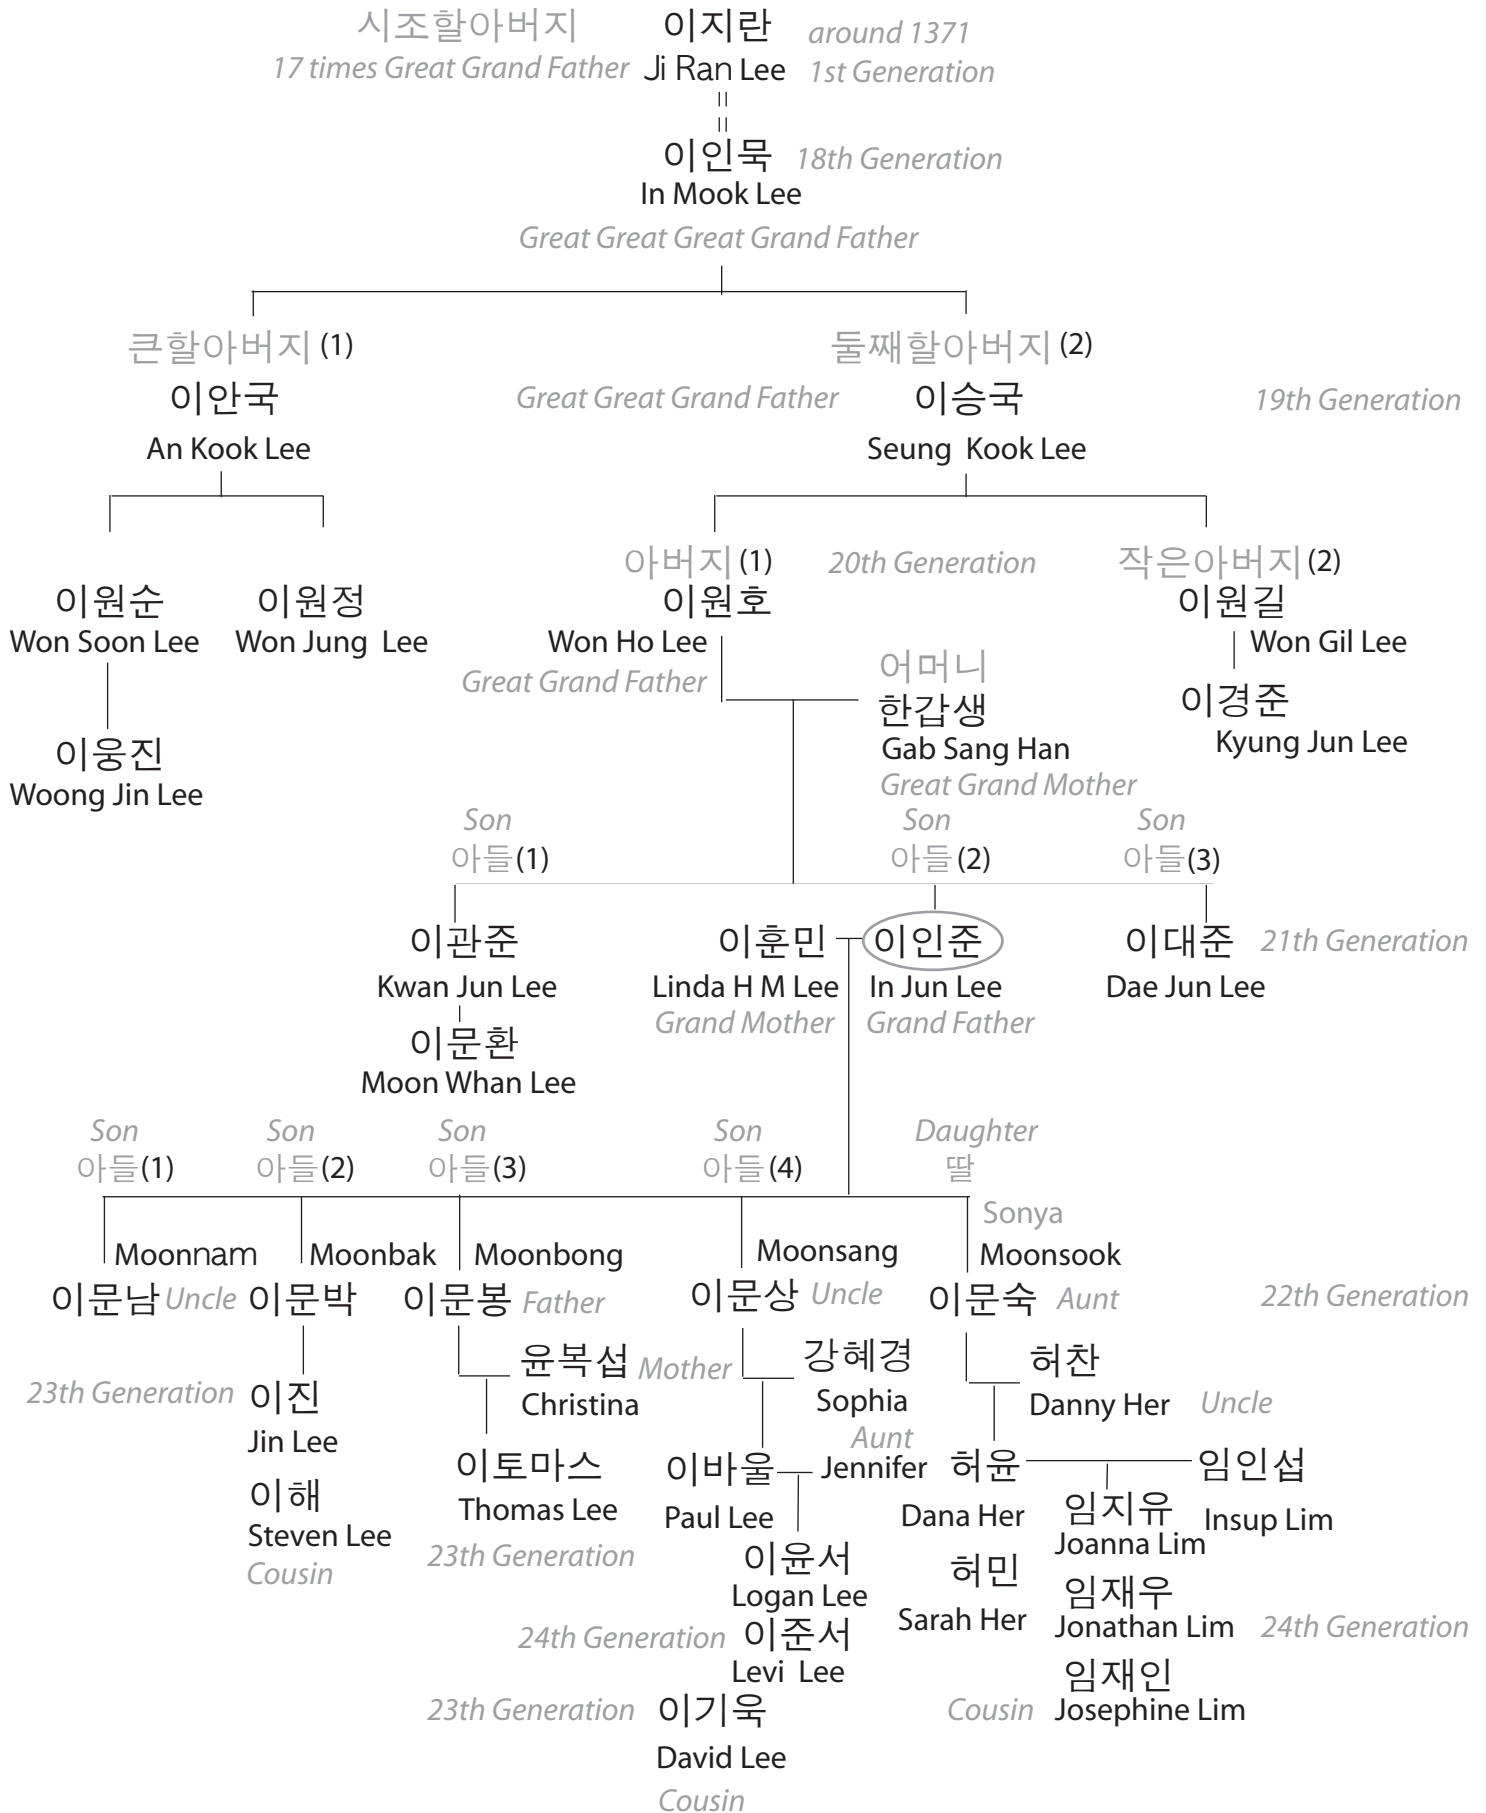 시조할아버지 이지란 around 1371
17 times Great Grand Father Ji Ran Lee 1st Generation
이인묵 18th Generation
In Mook Lee
Great Great Great Grand Father
큰할아버지 (1) 둘째할아버지 (2)
이안국 Great Great Grand Father 이승국 19th Generation
An Kook Lee Seung Kook Lee
아버지 (1) 20th Generation 작은아버지 (2)
이원순 이원정 이원호 이원길
Won Soon Lee Won Jung Lee Won Ho Lee Won Gil Lee
Great Grand Father 어머니
한갑생 이경준
이웅진 Gab Sang Han Kyung Jun Lee
Woong Jin Lee Great Grand Mother
Son Son Son
아들(1) 아들(2) 아들(3)
이관준 이훈민 이인준 이대준 21th Generation
Kwan Jun Lee Linda H M Lee In Jun Lee Dae Jun Lee
Grand Mother Grand Father
이문환
Moon Whan Lee
Son Son Son Son Daughter
아들(1) 아들(2) 아들(3) 아들(4) 딸
Sonya
Moonnam Moonbak Moonbong Moonsang Moonsook
이문남 Uncle 이문박 이문봉 Father 이문상 Uncle 이문숙 Aunt 22th Generation
윤복섭 Mother 강혜경 허찬
23th Generation 이진 Christina Sophia Danny Her Uncle
Jin Lee Aunt
이토마스 이바울 Jennifer 허윤 임인섭
이해 Thomas Lee Paul Lee Dana Her 임지유 Insup Lim
Steven Lee Joanna Lim
Cousin 23th Generation 이윤서 허민 임재우
Logan Lee Sarah Her Jonathan Lim 24th Generation
24th Generation 이준서
Levi Lee 임재인
23th Generation 이기욱 Cousin Josephine Lim
David Lee
Cousin